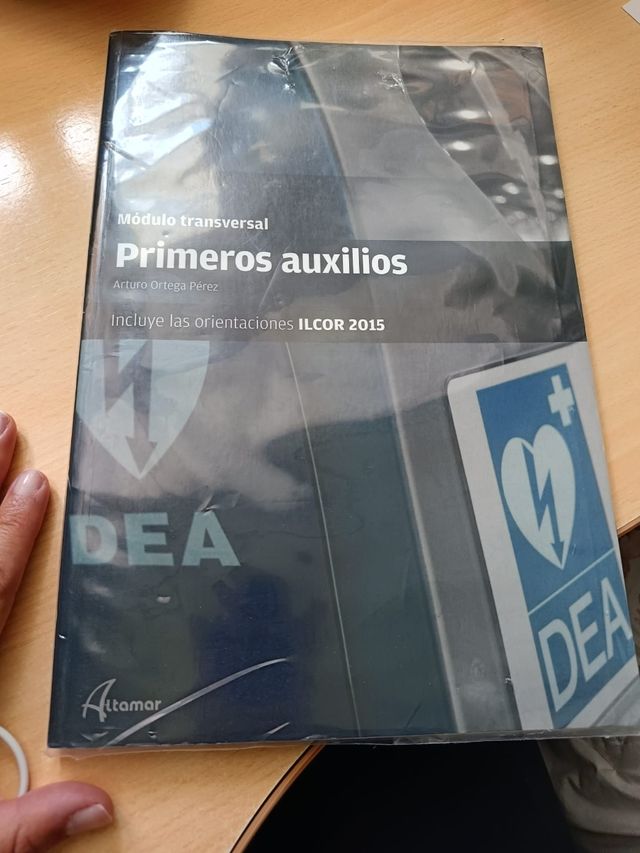 Módulo transversal
Primeros auxilios
Arturo Ortega Pérez
Incluye las orientaciones ILCOR 2015
DEA
DEA
Altamar